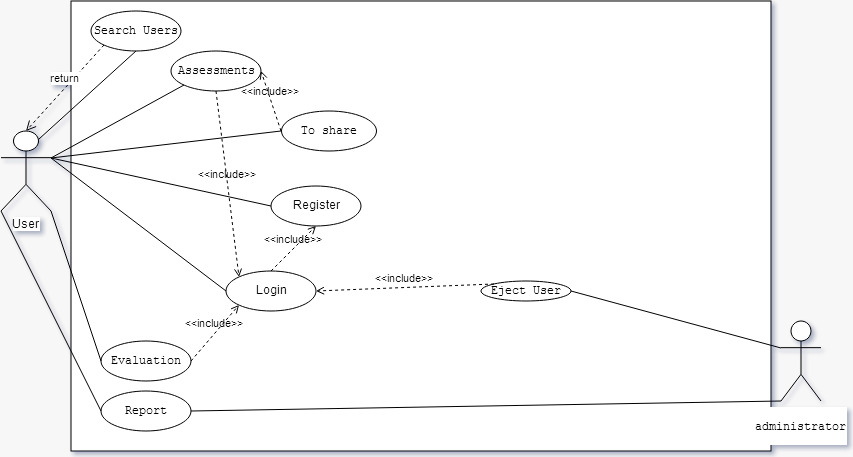 Search Users
return
Assessments
<<include>>
To share
<<include>>
Register
User
<<include>>
Login
<<include>>
Eject User
<<include>>
Evaluation
Report
administrator